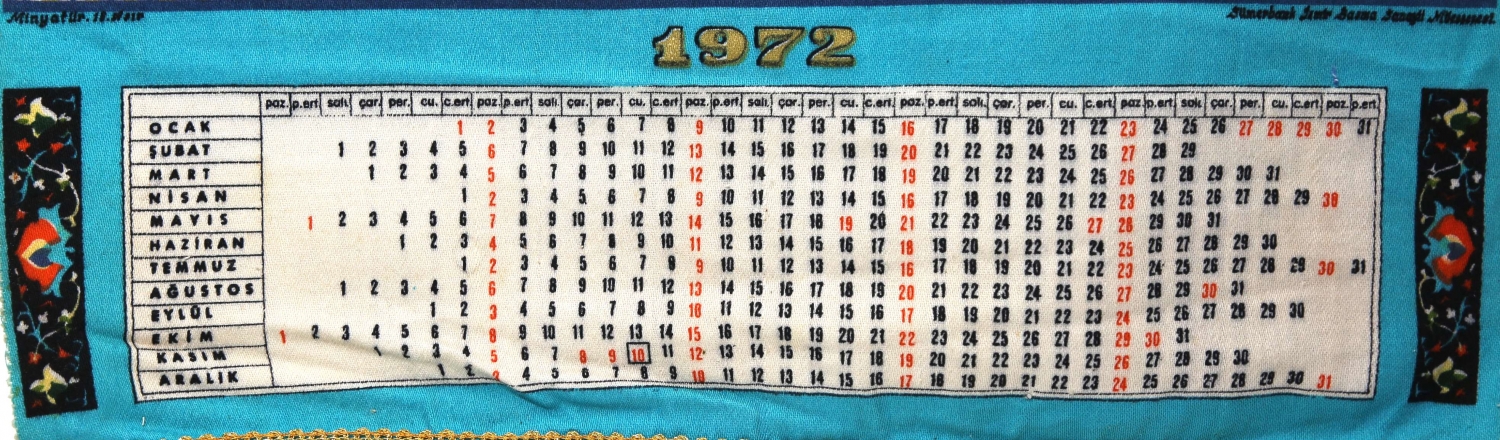 Minyatür. 18. Asır
Sümerbank İzmir Basma Sanayii Müessesesi.
1972
paz. p.ert. salı çar. per. cu. c.ert. paz. p.ert. salı. çar. per. cu. c.ert. paz. p.ert. salı. çar. per. cu. c.ert. paz. p.ert. salı. çar. per. cu. c.ert. paz. p.ert salı. çar. per. cu. c.ert. paz. p.ert.
OCAK 1 2 3 4 5 6 7 8 9 10 11 12 13 14 15 16 17 18 19 20 21 22 23 24 25 26 27 28 29 30 31
ŞUBAT 1 2 3 4 5 6 7 8 9 10 11 12 13 14 15 16 17 18 19 20 21 22 23 24 25 26 27 28 29
MART 1 2 3 4 5 6 7 8 9 10 11 12 13 14 15 16 17 18 19 20 21 22 23 24 25 26 27 28 29 30 31
NİSAN 1 2 3 4 5 6 7 8 9 10 11 12 13 14 15 16 17 18 19 20 21 22 23 24 25 26 27 28 29 30
MAYIS 1 2 3 4 5 6 7 8 9 10 11 12 13 14 15 16 17 18 19 20 21 22 23 24 25 26 27 28 29 30 31
HAZİRAN 1 2 3 4 5 6 7 8 9 10 11 12 13 14 15 16 17 18 19 20 21 22 23 24 25 26 27 28 29 30
TEMMUZ 1 2 3 4 5 6 7 8 9 10 11 12 13 14 15 16 17 18 19 20 21 22 23 24 25 26 27 28 29 30 31
AĞUSTOS 1 2 3 4 5 6 7 8 9 10 11 12 13 14 15 16 17 18 19 20 21 22 23 24 25 26 27 28 29 30 31
EYLÜL 1 2 3 4 5 6 7 8 9 10 11 12 13 14 15 16 17 18 19 20 21 22 23 24 25 26 27 28 29 30
EKİM 1 2 3 4 5 6 7 8 9 10 11 12 13 14 15 16 17 18 19 20 21 22 23 24 25 26 27 28 29 30 31
KASIM 1 2 3 4 5 6 7 8 9 10 11 12 13 14 15 16 17 18 19 20 21 22 23 24 25 26 27 28 29 30
ARALIK 1 2 3 4 5 6 7 8 9 10 11 12 13 14 15 16 17 18 19 20 21 22 23 24 25 26 27 28 29 30 31